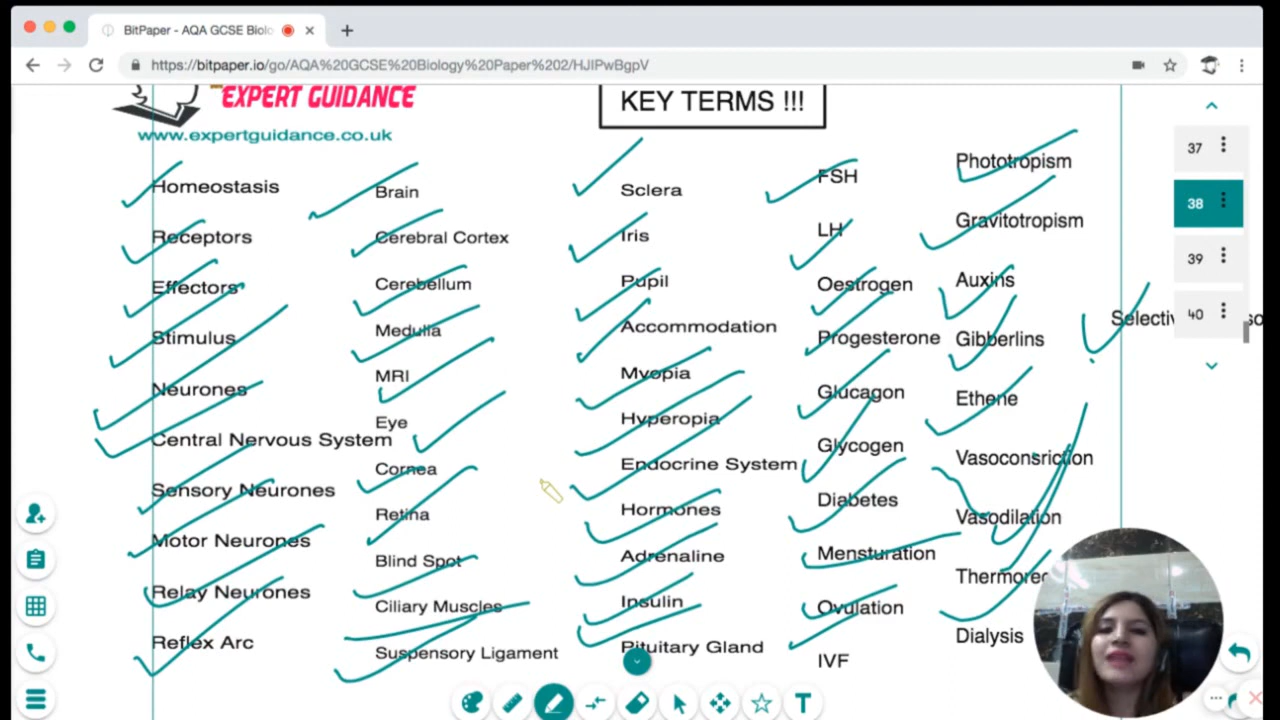 BitPaper - AQA GCSE Biolo
https://bitpaper.io/go/AQA%20GCSE%20Biology%20Paper%202/HJIPwBgpV
EXPERT GUIDANCE
www.expertguidance.co.uk
KEY TERMS !!!
Homeostasis
Receptors
Effectors
Stimulus
Neurones
Central Nervous System
Sensory Neurones
Motor Neurones
Relay Neurones
Reflex Arc
Brain
Cerebral Cortex
Cerebellum
Medulla
MRI
Eye
Cornea
Retina
Blind Spot
Ciliary Muscles
Suspensory Ligament
Sclera
Iris
Pupil
Accommodation
Myopia
Hyperopia
Endocrine System
Hormones
Adrenaline
Insulin
Pituitary Gland
FSH
LH
Oestrogen
Progesterone
Glucagon
Glycogen
Diabetes
Mensturation
Ovulation
IVF
Phototropism
Gravitotropism
Auxins
Gibberlins
Ethene
Vasoconsriction
Vasodilation
Thermoreg
Dialysis
Selectiv
so
37
38
39
40
T